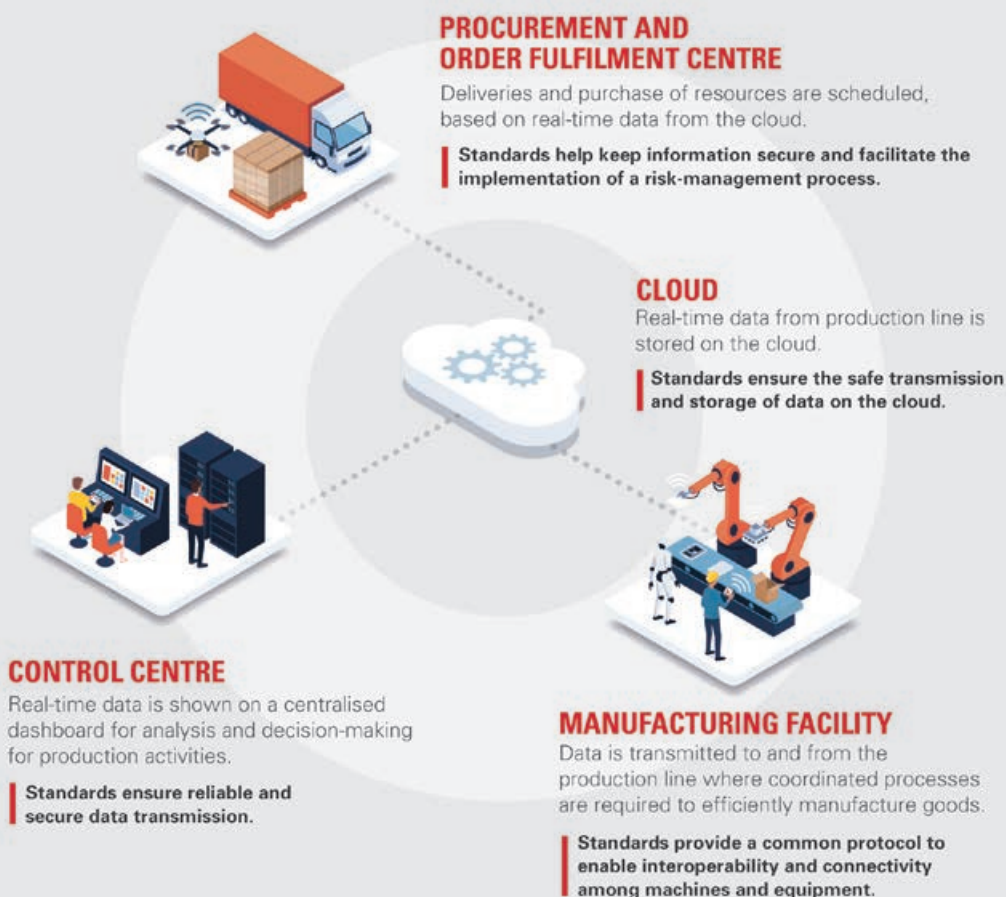 PROCUREMENT AND
ORDER FULFILMENT CENTRE
Deliveries and purchase of resources are scheduled,
based on real-time data from the cloud.
Standards help keep information secure and facilitate the
implementation of a risk-management process.
CLOUD
Real-time data from production line is
stored on the cloud.
Standards ensure the safe transmission
and storage of data on the cloud.
CONTROL CENTRE
Real-time data is shown on a centralised
dashboard for analysis and decision-making
for production activities.
Standards ensure reliable and
secure data transmission.
MANUFACTURING FACILITY
Data is transmitted to and from the
production line where coordinated processes
are required to efficiently manufacture goods.
Standards provide a common protocol to
enable interoperability and connectivity
among machines and equipment.